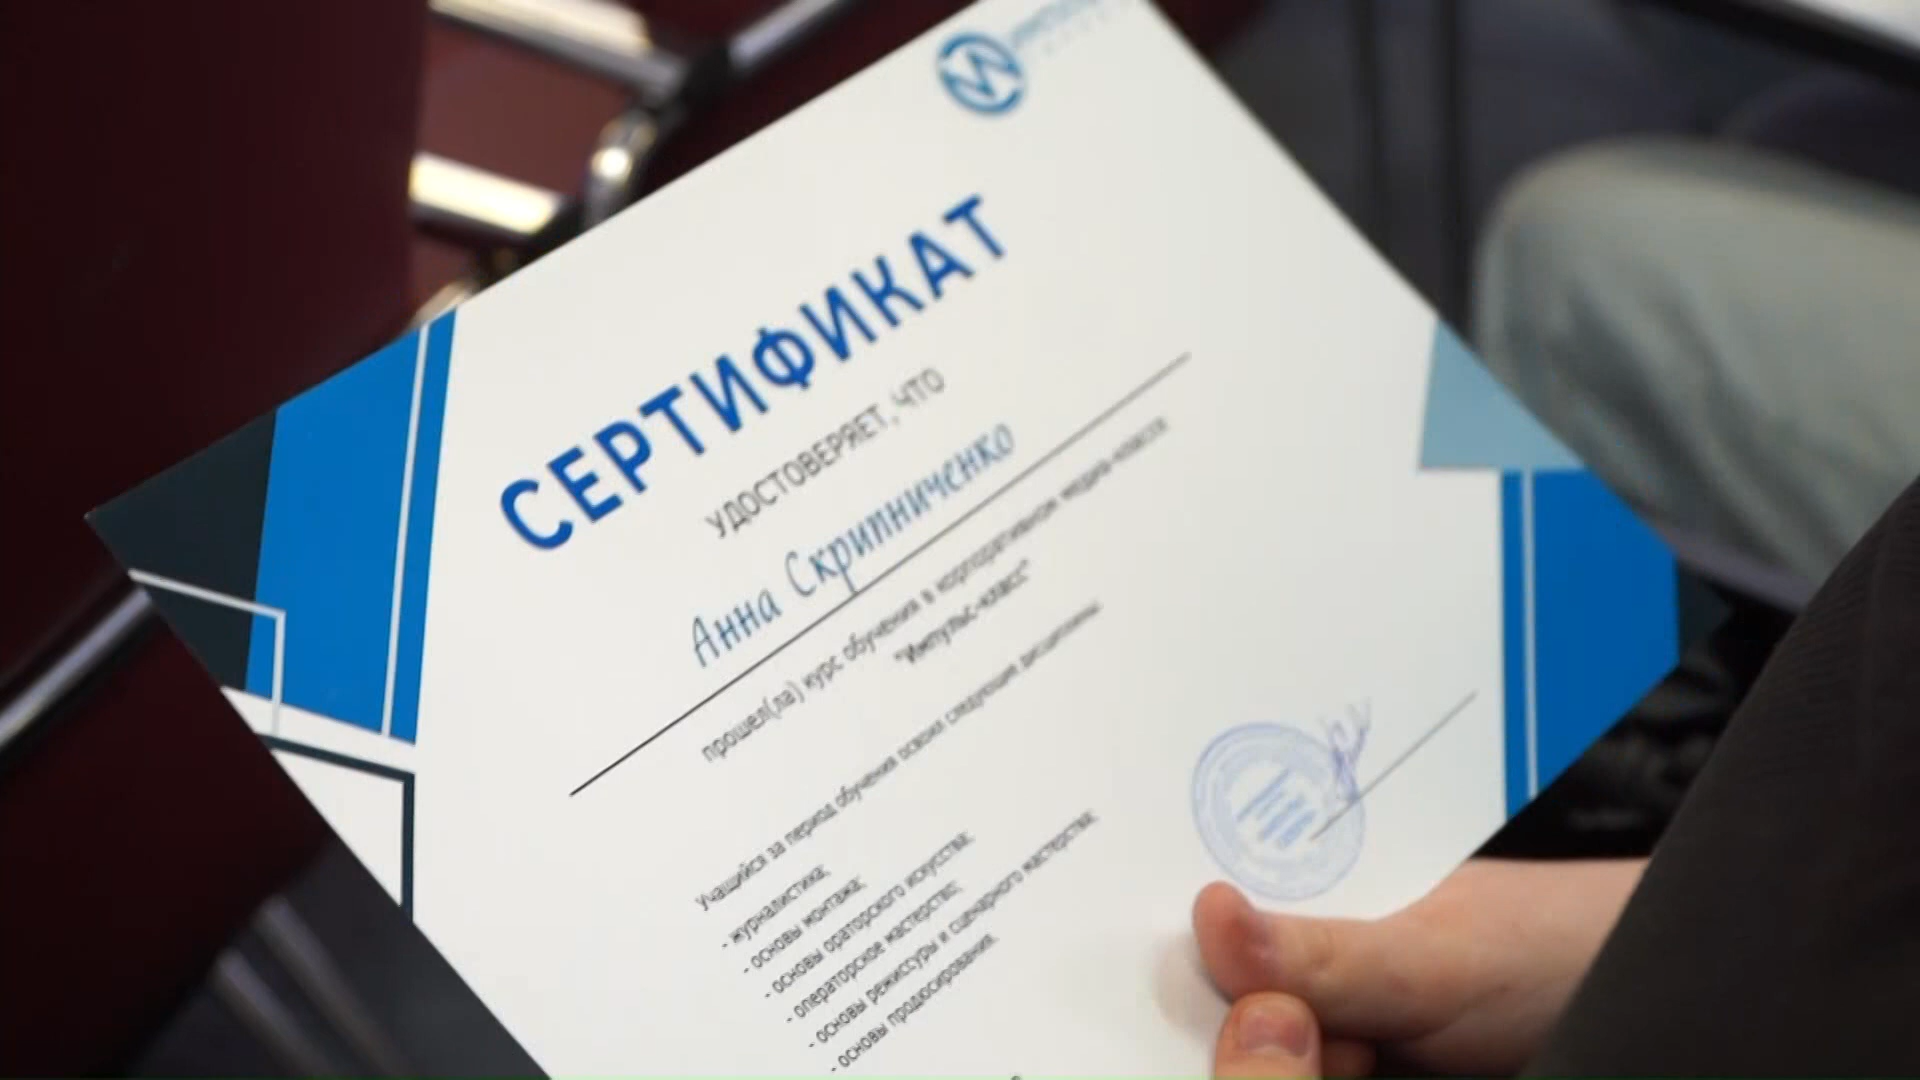 СЕРТИФИКАТ
УДОСТОВЕРЯЕТ, ЧТО
Анна Скрипниченко
прошел(ла) курс обучения в корпоративном медиа-классе
"Импульс-класс"
Учащийся за период обучения освоил следующие дисциплины:
- журналистика;
- основы монтажа;
- основы ораторского искусства;
- операторское мастерство;
- основы режиссуры и сценарного мастерства;
- основы продюсирования.